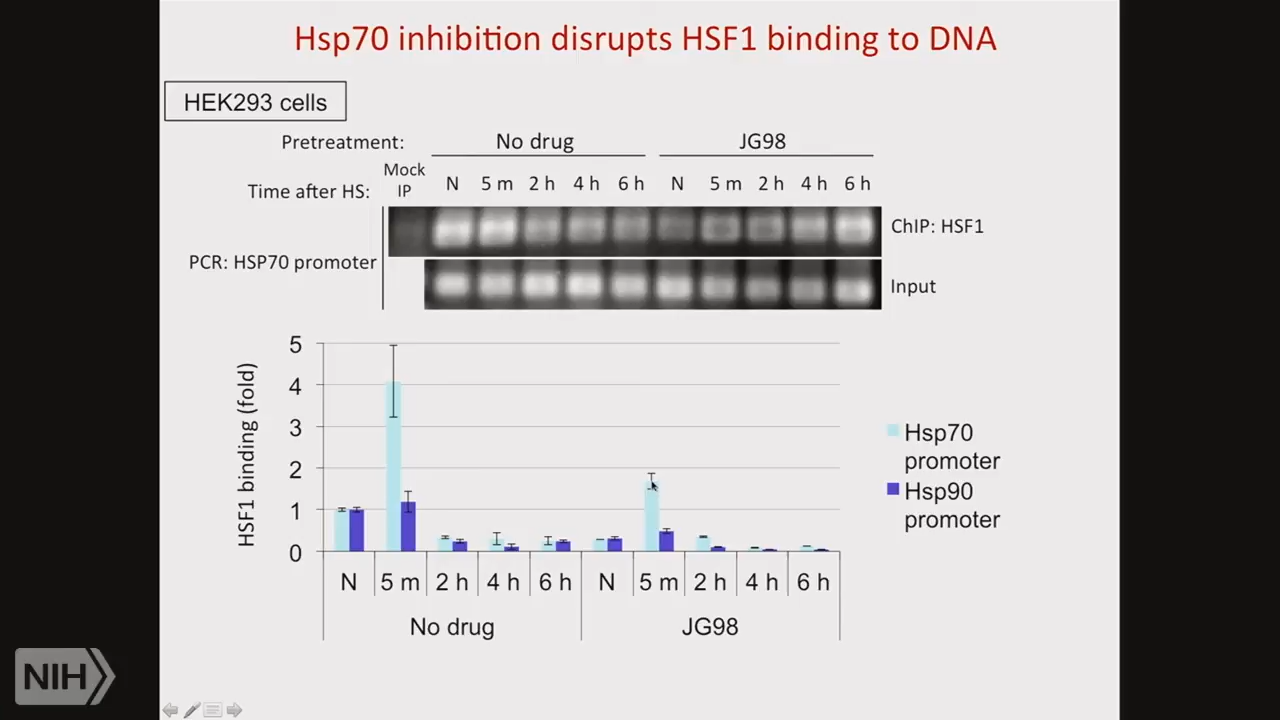 Hsp70 inhibition disrupts HSF1 binding to DNA
HEK293 cells
Pretreatment: No drug JG98
Time after HS: Mock IP N 5 m 2 h 4 h 6 h N 5 m 2 h 4 h 6 h
ChIP: HSF1
PCR: HSP70 promoter
Input
HSF1 binding (fold)
5
4
3
2
1
0
Hsp70
promoter
Hsp90
promoter
N 5 m 2 h 4 h 6 h N 5 m 2 h 4 h 6 h
No drug JG98
NIH